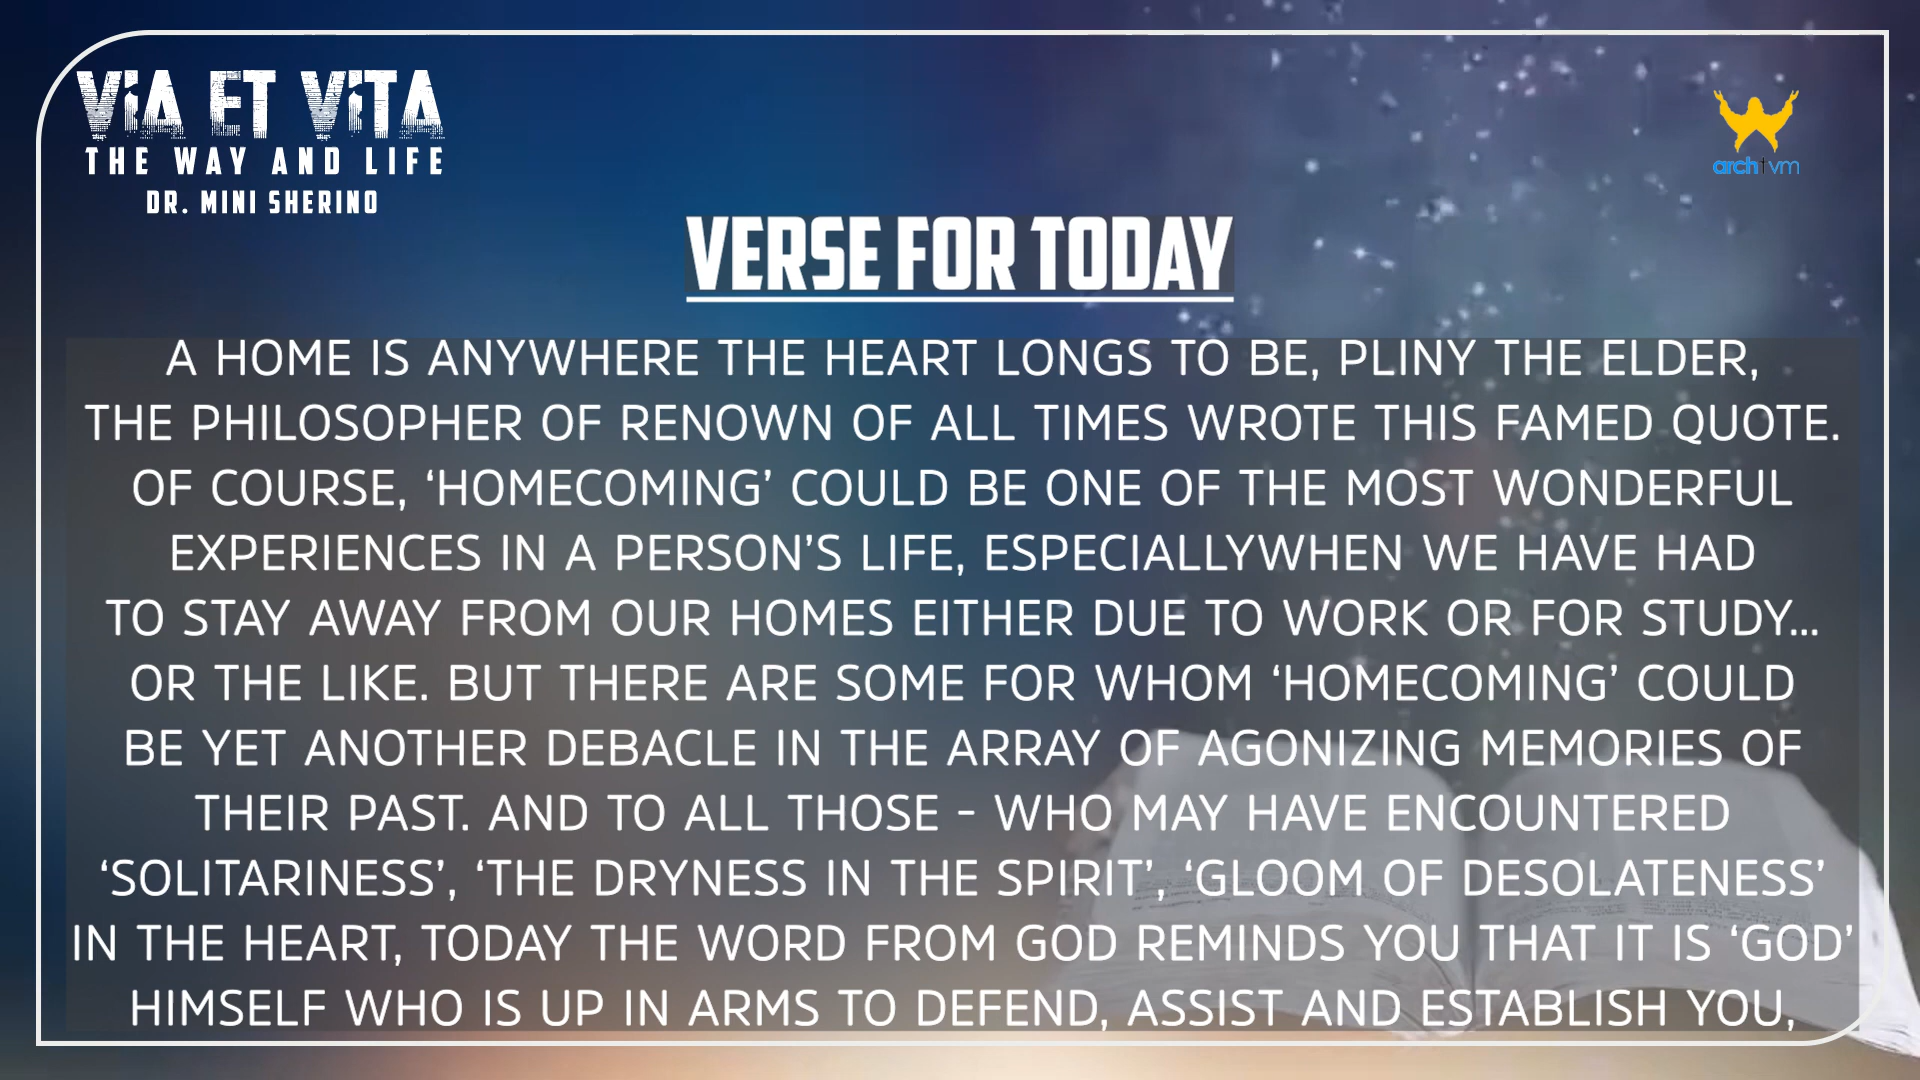 VIA ET VITA
THE WAY AND LIFE
DR. MINI SHERINO
arch tvm
VERSE FOR TODAY
A HOME IS ANYWHERE THE HEART LONGS TO BE, PLINY THE ELDER,
THE PHILOSOPHER OF RENOWN OF ALL TIMES WROTE THIS FAMED QUOTE.
OF COURSE, ‘HOMECOMING’ COULD BE ONE OF THE MOST WONDERFUL
EXPERIENCES IN A PERSON’S LIFE, ESPECIALLYWHEN WE HAVE HAD
TO STAY AWAY FROM OUR HOMES EITHER DUE TO WORK OR FOR STUDY...
OR THE LIKE. BUT THERE ARE SOME FOR WHOM ‘HOMECOMING’ COULD
BE YET ANOTHER DEBACLE IN THE ARRAY OF AGONIZING MEMORIES OF
THEIR PAST. AND TO ALL THOSE - WHO MAY HAVE ENCOUNTERED
‘SOLITARINESS’, ‘THE DRYNESS IN THE SPIRIT’, ‘GLOOM OF DESOLATENESS’
IN THE HEART, TODAY THE WORD FROM GOD REMINDS YOU THAT IT IS ‘GOD’
HIMSELF WHO IS UP IN ARMS TO DEFEND, ASSIST AND ESTABLISH YOU,